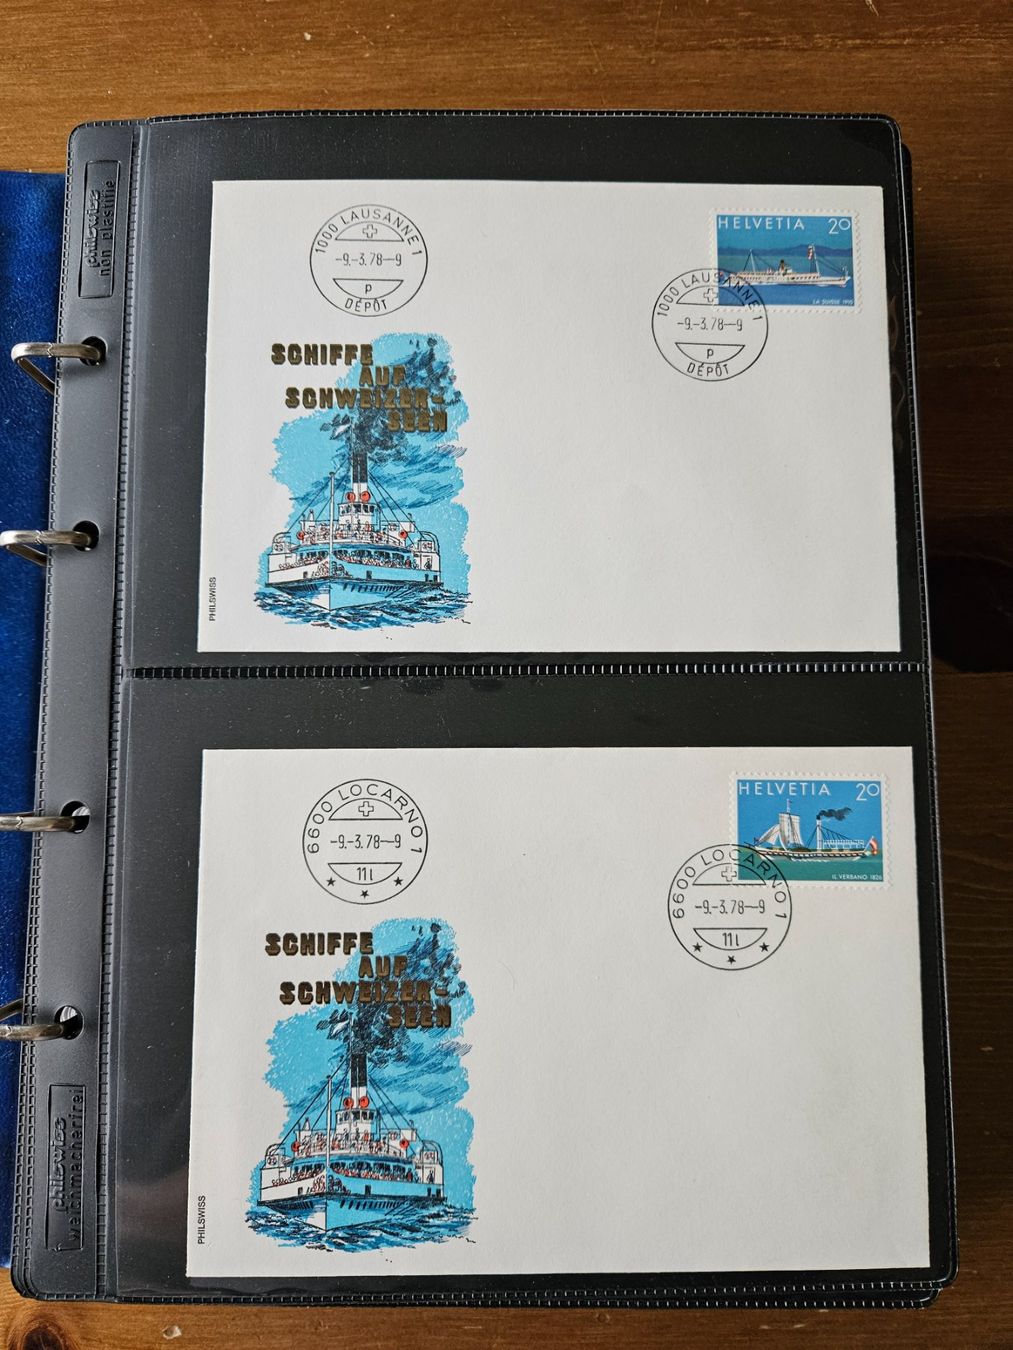 philswiss
non plastifié
1000 LAUSANNE 1
-9.-3.78--9
p
DÉPÔT
HELVETIA 20
LA SUISSE 1910
1000 LAUSANNE 1
-9.-3.78--9
p
DÉPÔT
SCHIFFE
AUF
SCHWEIZER-
SEEN
PHILSWISS
6600 LOCARNO 1
-9.-3.78--9
11l
HELVETIA 20
IL VERBANO 1826
6600 LOCARNO 1
-9.-3.78--9
11l
SCHIFFE
AUF
SCHWEIZER-
SEEN
PHILSWISS
philswiss
weichmacherfrei